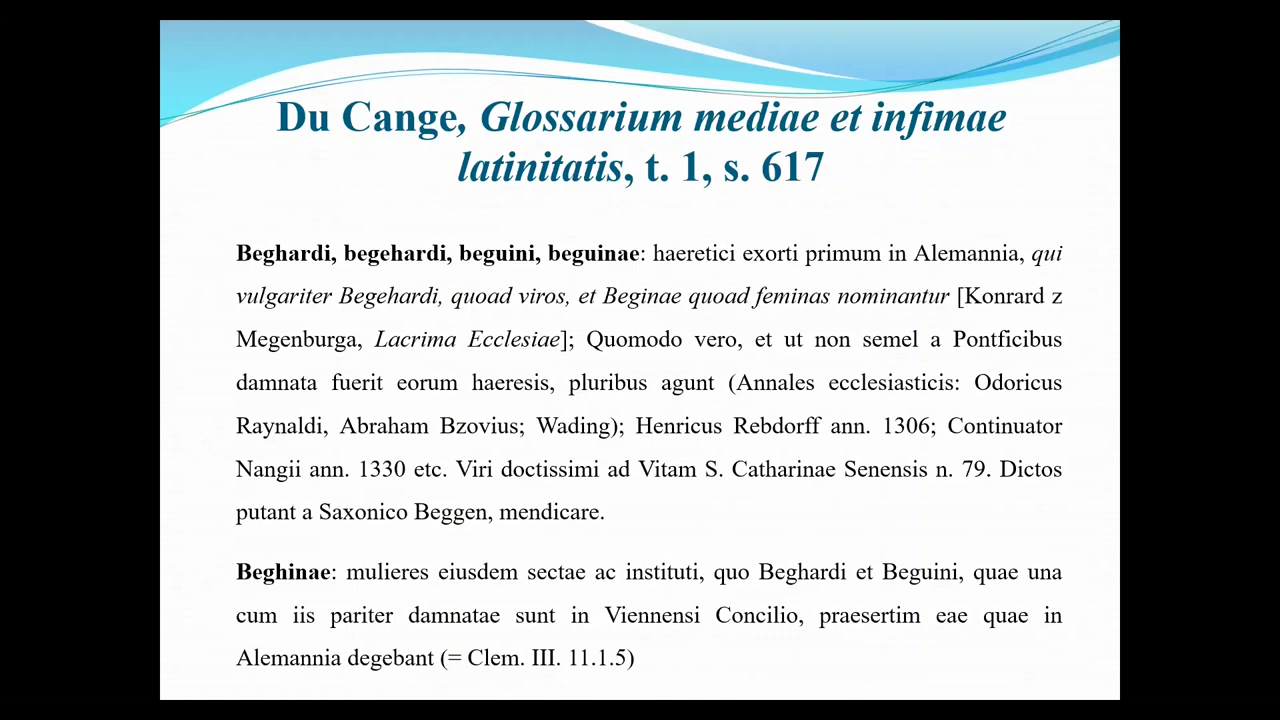 Du Cange, Glossarium mediae et infimae
latinitatis, t. 1, s. 617
Beghardi, begehardi, beguini, beguinae: haeretici exorti primum in Alemannia, qui
vulgariter Begehardi, quoad viros, et Beginae quoad feminas nominantur [Konrard z
Megenburga, Lacrima Ecclesiae]; Quomodo vero, et ut non semel a Pontficibus
damnata fuerit eorum haeresis, pluribus agunt (Annales ecclesiasticis: Odoricus
Raynaldi, Abraham Bzovius; Wading); Henricus Rebdorff ann. 1306; Continuator
Nangii ann. 1330 etc. Viri doctissimi ad Vitam S. Catharinae Senensis n. 79. Dictos
putant a Saxonico Beggen, mendicare.
Beghinae: mulieres eiusdem sectae ac instituti, quo Beghardi et Beguini, quae una
cum iis pariter damnatae sunt in Viennensi Concilio, praesertim eae quae in
Alemannia degebant (= Clem. III. 11.1.5)